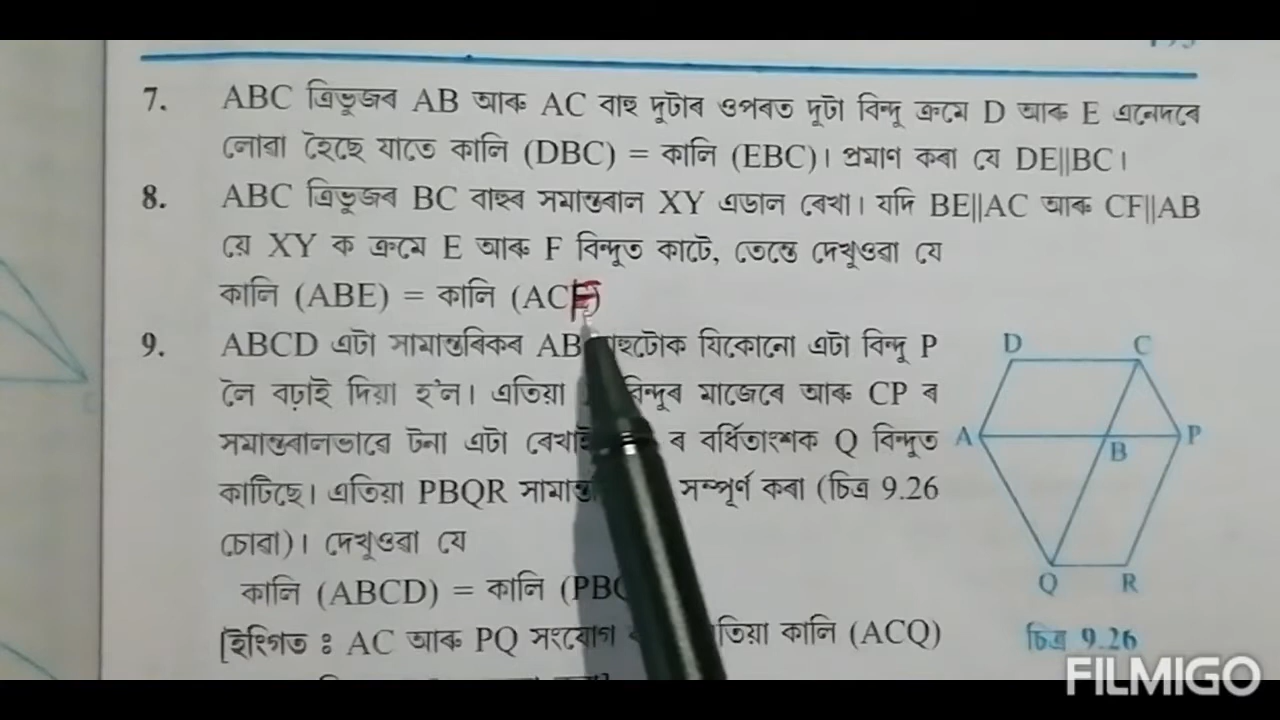 7. ABC ত্ৰিভূজৰ AB আৰু AC বাহু দুটাৰ ওপৰত দুটা বিন্দু ক্ৰমে D আৰু E এনেদৰে
লোৱা হৈছে যাতে কালি (DBC) = কালি (EBC)। প্ৰমাণ কৰা যে DE||BC।
8. ABC ত্ৰিভূজৰ BC বাহুৰ সমান্তৰাল XY এডাল ৰেখা। যদি BE||AC আৰু CF||AB
য়ে XY ক ক্ৰমে E আৰু F বিন্দুত কাটে, তেন্তে দেখুওৱা যে
কালি (ABE) = কালি (ACF)
9. ABCD এটা সামান্তৰিকৰ AB যিকোনো এটা বিন্দু P
লৈ বঢ়াই দিয়া হ'ল। এতিয়া বিন্দুৰ মাজেৰে আৰু CP ৰ
সমান্তৰালভাৱে টনা এটা ৰেখাই ৰ বৰ্ধিতাংশক Q বিন্দুত
কাটিছে। এতিয়া PBQR সম্পূৰ্ণ কৰা (চিত্ৰ 9.26
চোৱা)। দেখুওৱা যে
কালি (ABCD) = কালি
[ইংগিত ঃ AC আৰু PQ সংযোগ কালি (ACQ)
D C
A B P
Q R
চিত্ৰ 9.26
FILMIGO